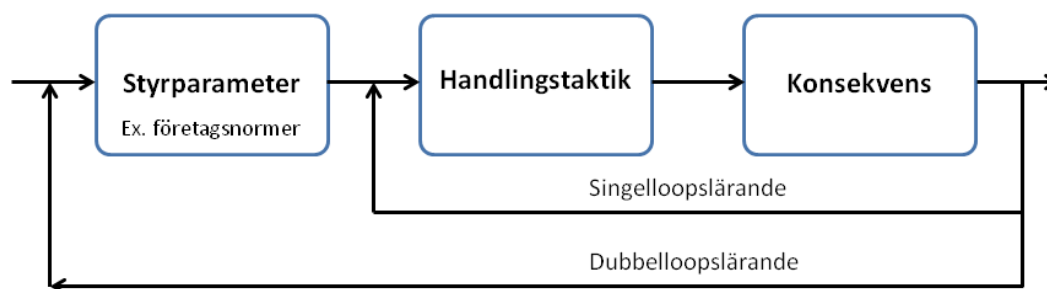 Styrparameter
Ex. företagsnormer
Handlingstaktik
Konsekvens
Singelloopslärande
Dubbelloopslärande